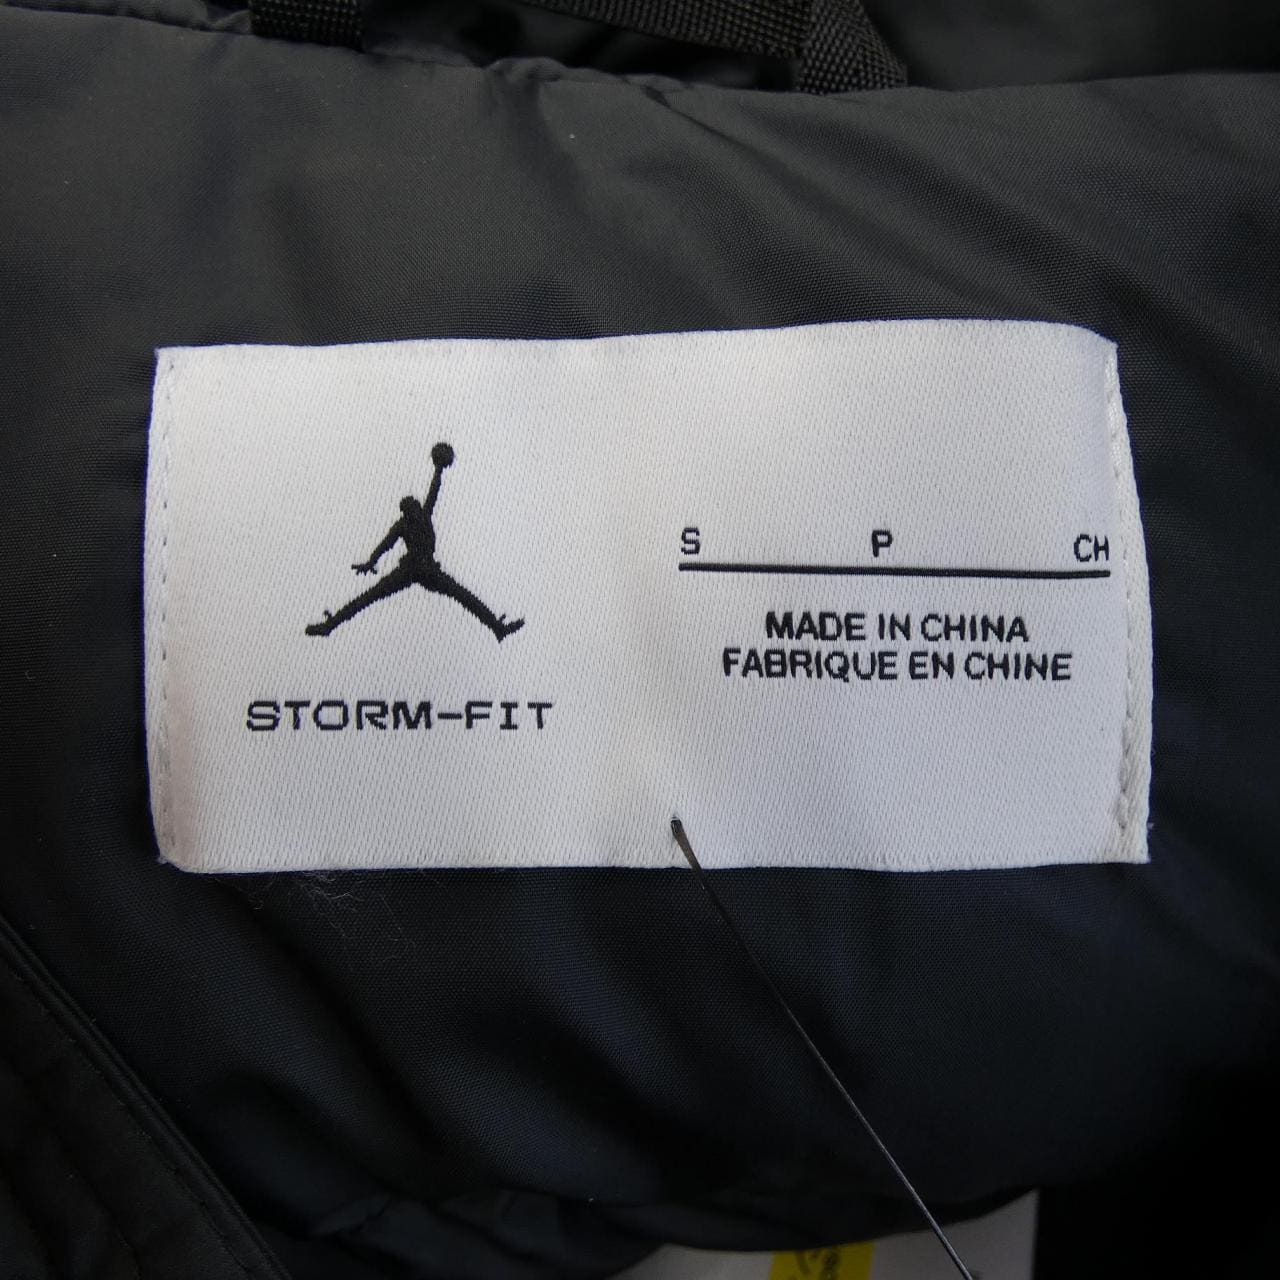 STORM-FIT
S P CH
MADE IN CHINA
FABRIQUE EN CHINE